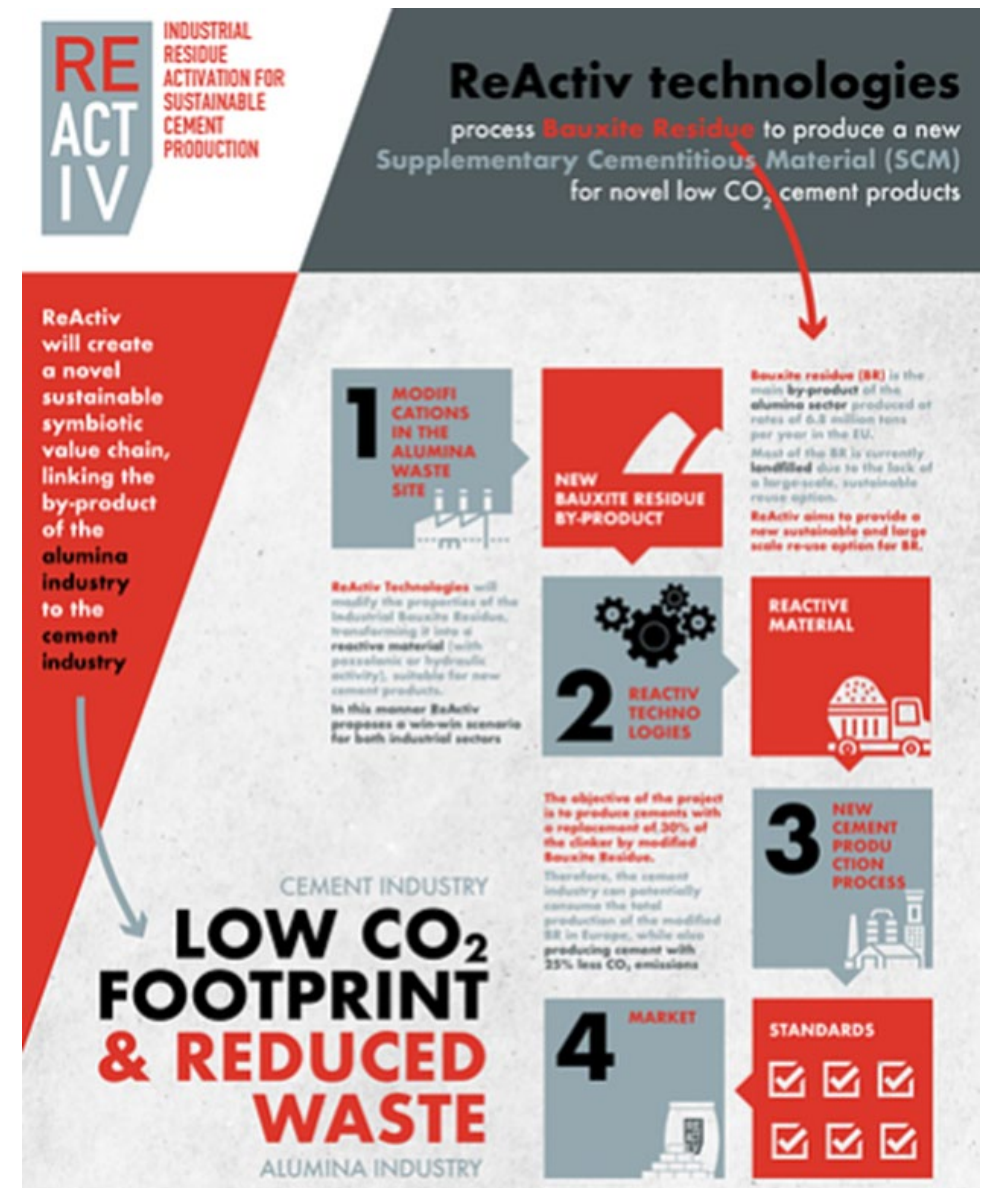 RE
ACT
IV
INDUSTRIAL
RESIDUE
ACTIVATION FOR
SUSTAINABLE
CEMENT
PRODUCTION
ReActiv technologies
process Bauxite Residue to produce a new
Supplementary Cementitious Material (SCM)
for novel low CO₂ cement products
ReActiv
will create
a novel
sustainable
symbiotic
value chain,
linking the
by-product
of the
alumina
industry
to the
cement
industry
1
MODIFI
CATIONS
IN THE
ALUMINA
WASTE
SITE
NEW
BAUXITE RESIDUE
BY-PRODUCT
Bauxite residue (BR) is the
main by-product of the
alumina sector produced at
rates of 6.8 million tons
per year in the EU.
Most of the BR is currently
landfilled due to the lack of
a large-scale, sustainable
reuse option.
ReActiv aims to provide a
new sustainable and large
scale re-use option for BR.
ReActiv Technologies will
modify the properties of the
industrial Bauxite Residue,
transforming it into a
reactive material (with
pozzolanic or hydraulic
activity), suitable for new
cement products.
In this manner ReActiv
proposes a win-win scenario
for both industrial sectors
2
REACTIV
TECHNO
LOGIES
REACTIVE
MATERIAL
The objective of the project
is to produce cements with
a replacement of 30% of
the clinker by modified
Bauxite Residue.
Therefore, the cement
industry can potentially
consume the total
production of the modified
BR in Europe, while also
producing cement with
25% less CO₂ emissions
3
NEW
CEMENT
PRODU
CTION
PROCESS
CEMENT INDUSTRY
LOW CO₂
FOOTPRINT
& REDUCED
WASTE
ALUMINA INDUSTRY
4
MARKET
STANDARDS